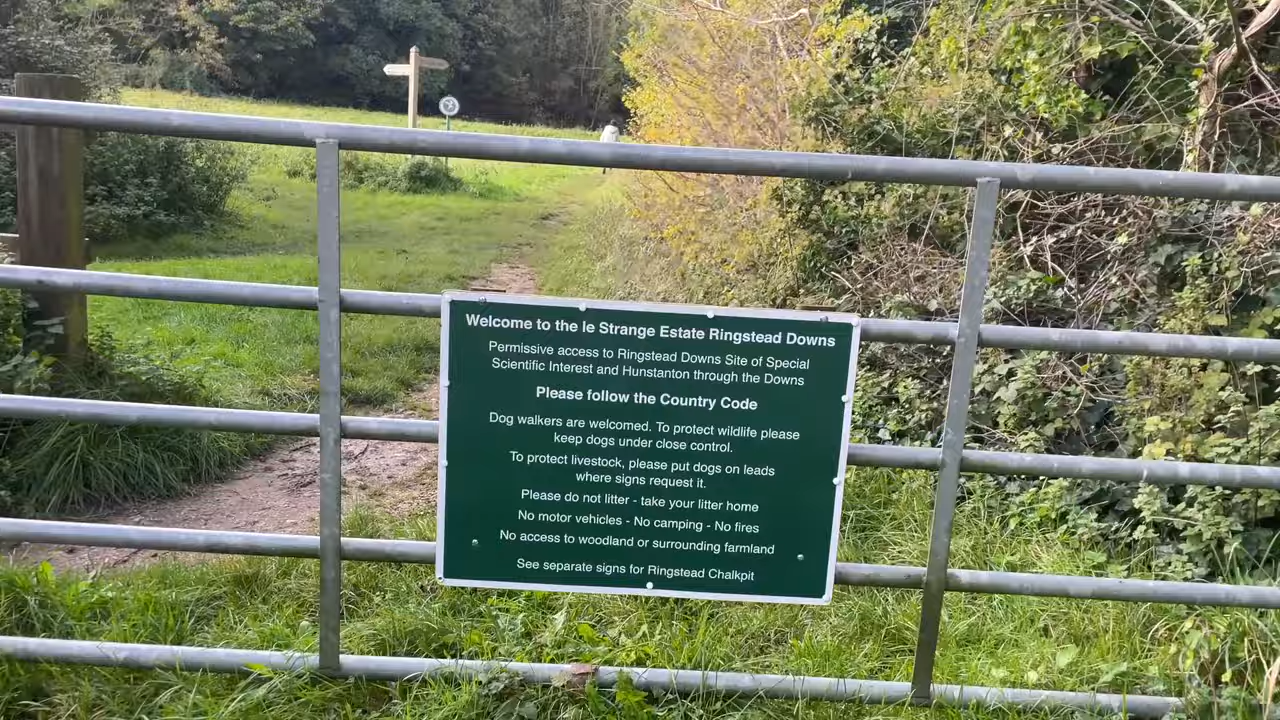 Welcome to the le Strange Estate Ringstead Downs
Permissive access to Ringstead Downs Site of Special
Scientific Interest and Hunstanton through the Downs
Please follow the Country Code
Dog walkers are welcomed. To protect wildlife please
keep dogs under close control.
To protect livestock, please put dogs on leads
where signs request it.
Please do not litter - take your litter home
No motor vehicles - No camping - No fires
No access to woodland or surrounding farmland
See separate signs for Ringstead Chalkpit